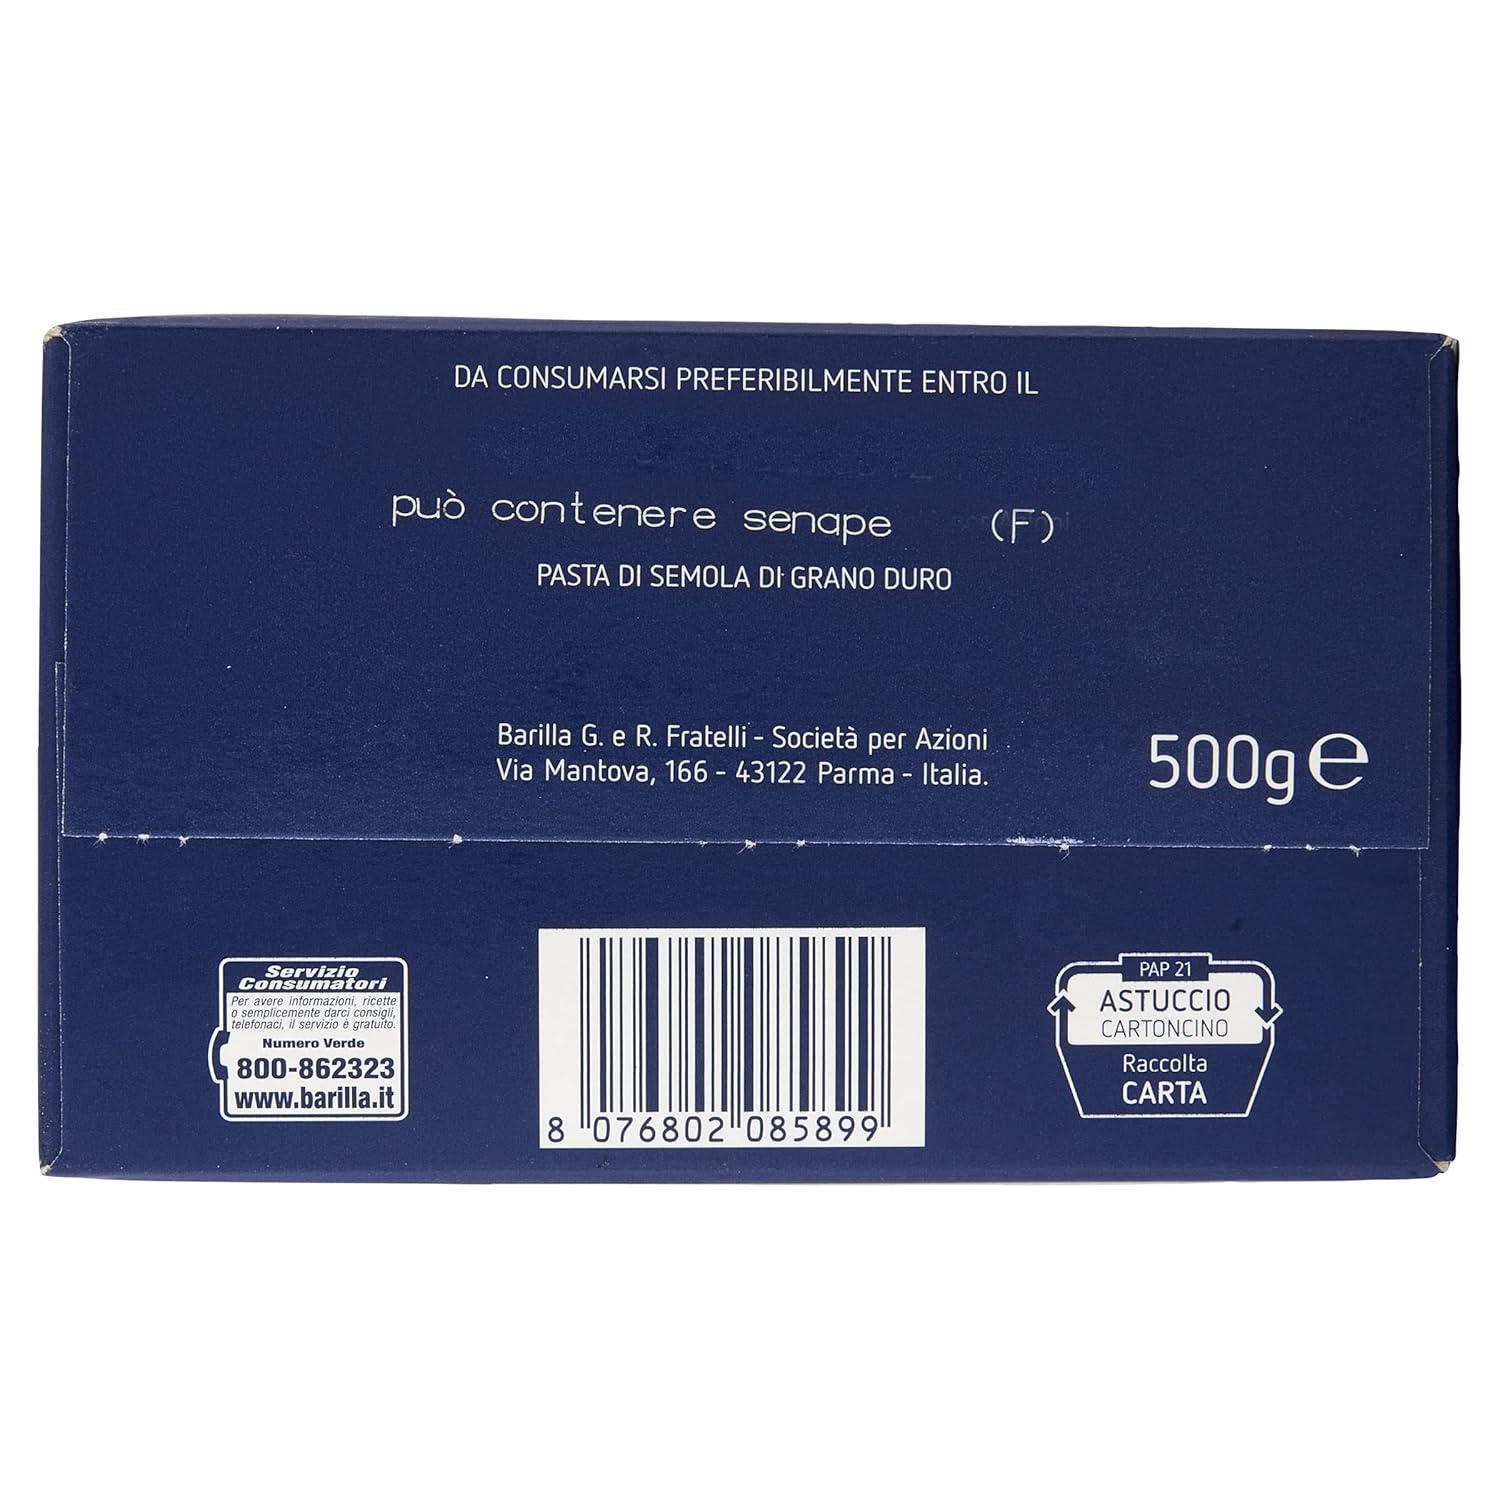 DA CONSUMARSI PREFERIBILMENTE ENTRO IL
può contenere senape (F)
PASTA DI SEMOLA DI GRANO DURO
Barilla G. e R. Fratelli - Società per Azioni
Via Mantova, 166 - 43122 Parma - Italia.
500g e
Servizio
Consumatori
Per avere informazioni, ricette
o semplicemente darci consigli,
telefonaci, il servizio è gratuito.
Numero Verde
800-862323
www.barilla.it
8 076802 085899
PAP 21
ASTUCCIO
CARTONCINO
Raccolta
CARTA